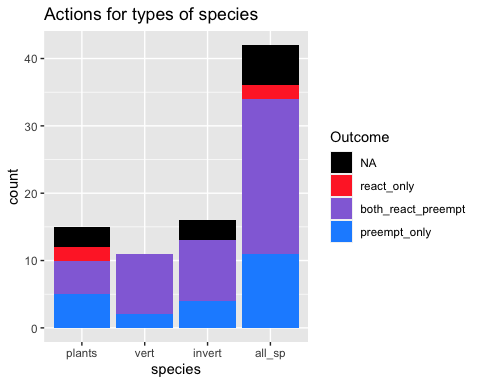 Actions for types of species
count
40
30
20
10
0
plants vert invert all_sp
species
Outcome
NA
react_only
both_react_preempt
preempt_only